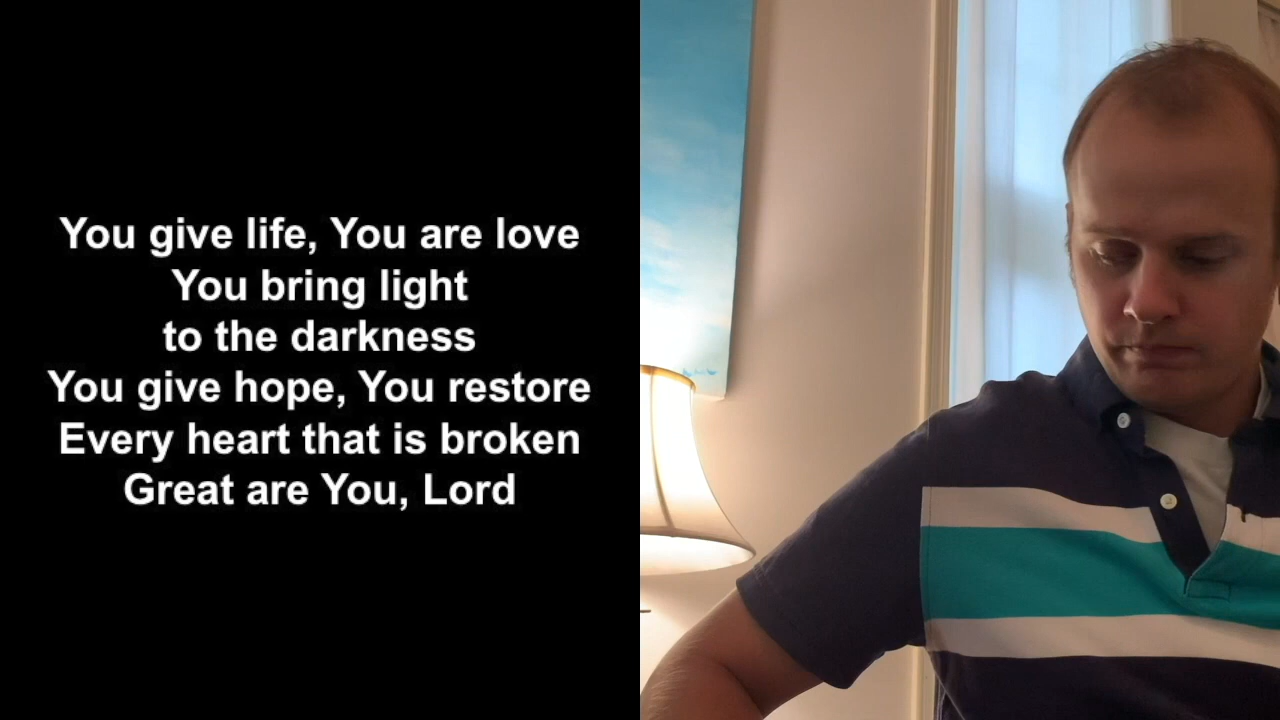 You give life, You are love
You bring light
to the darkness
You give hope, You restore
Every heart that is broken
Great are You, Lord